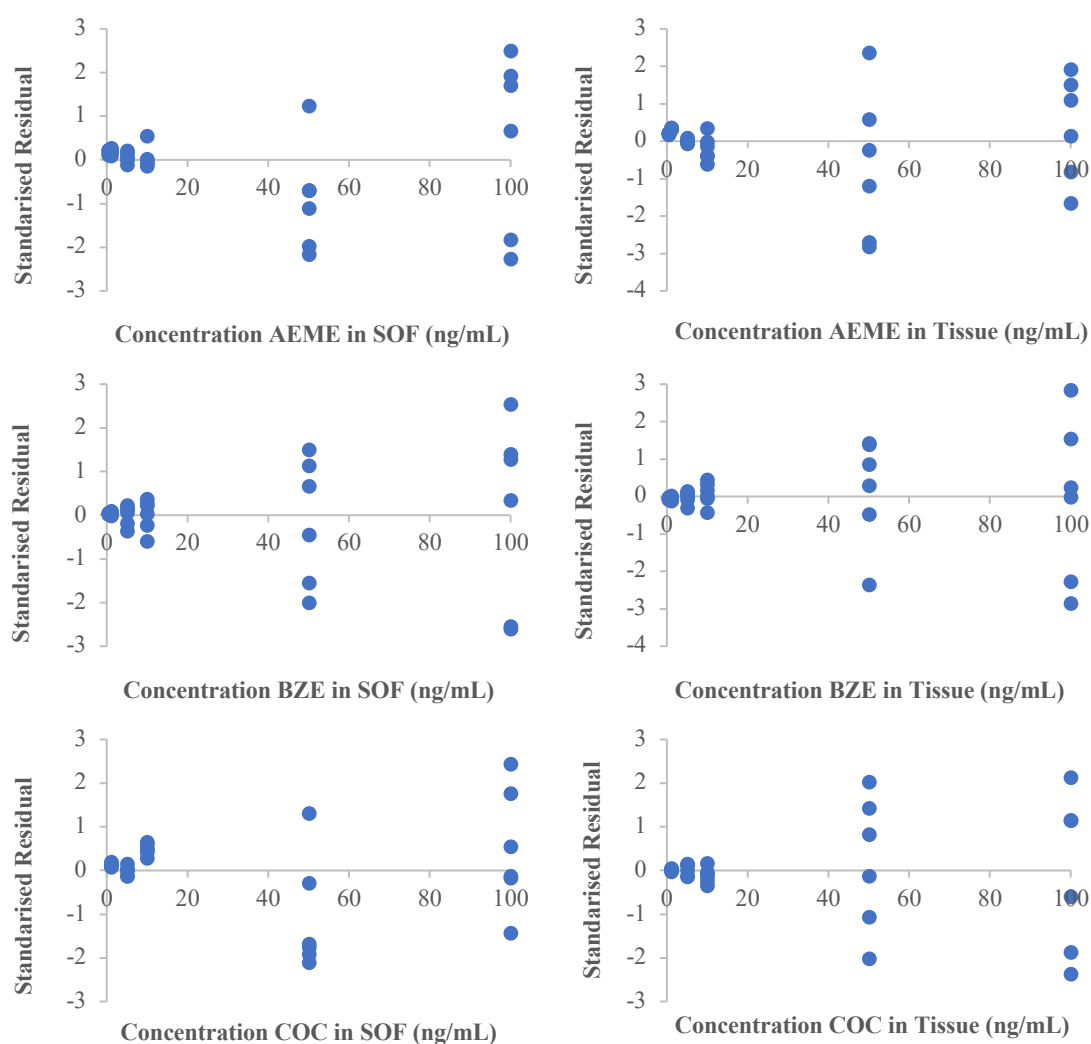 3
2
1
0
-1
-2
-3
0 20 40 60 80 100
Standarised Residual
Concentration AEME in SOF (ng/mL)
3
2
1
0
-1
-2
-3
-4
0 20 40 60 80 100
Standarised Residual
Concentration AEME in Tissue (ng/mL)
3
2
1
0
-1
-2
-3
0 20 40 60 80 100
Standarised Residual
Concentration BZE in SOF (ng/mL)
3
2
1
0
-1
-2
-3
-4
0 20 40 60 80 100
Standarised Residual
Concentration BZE in Tissue (ng/mL)
3
2
1
0
-1
-2
-3
0 20 40 60 80 100
Standarised Residual
Concentration COC in SOF (ng/mL)
3
2
1
0
-1
-2
-3
0 20 40 60 80 100
Standarised Residual
Concentration COC in Tissue (ng/mL)